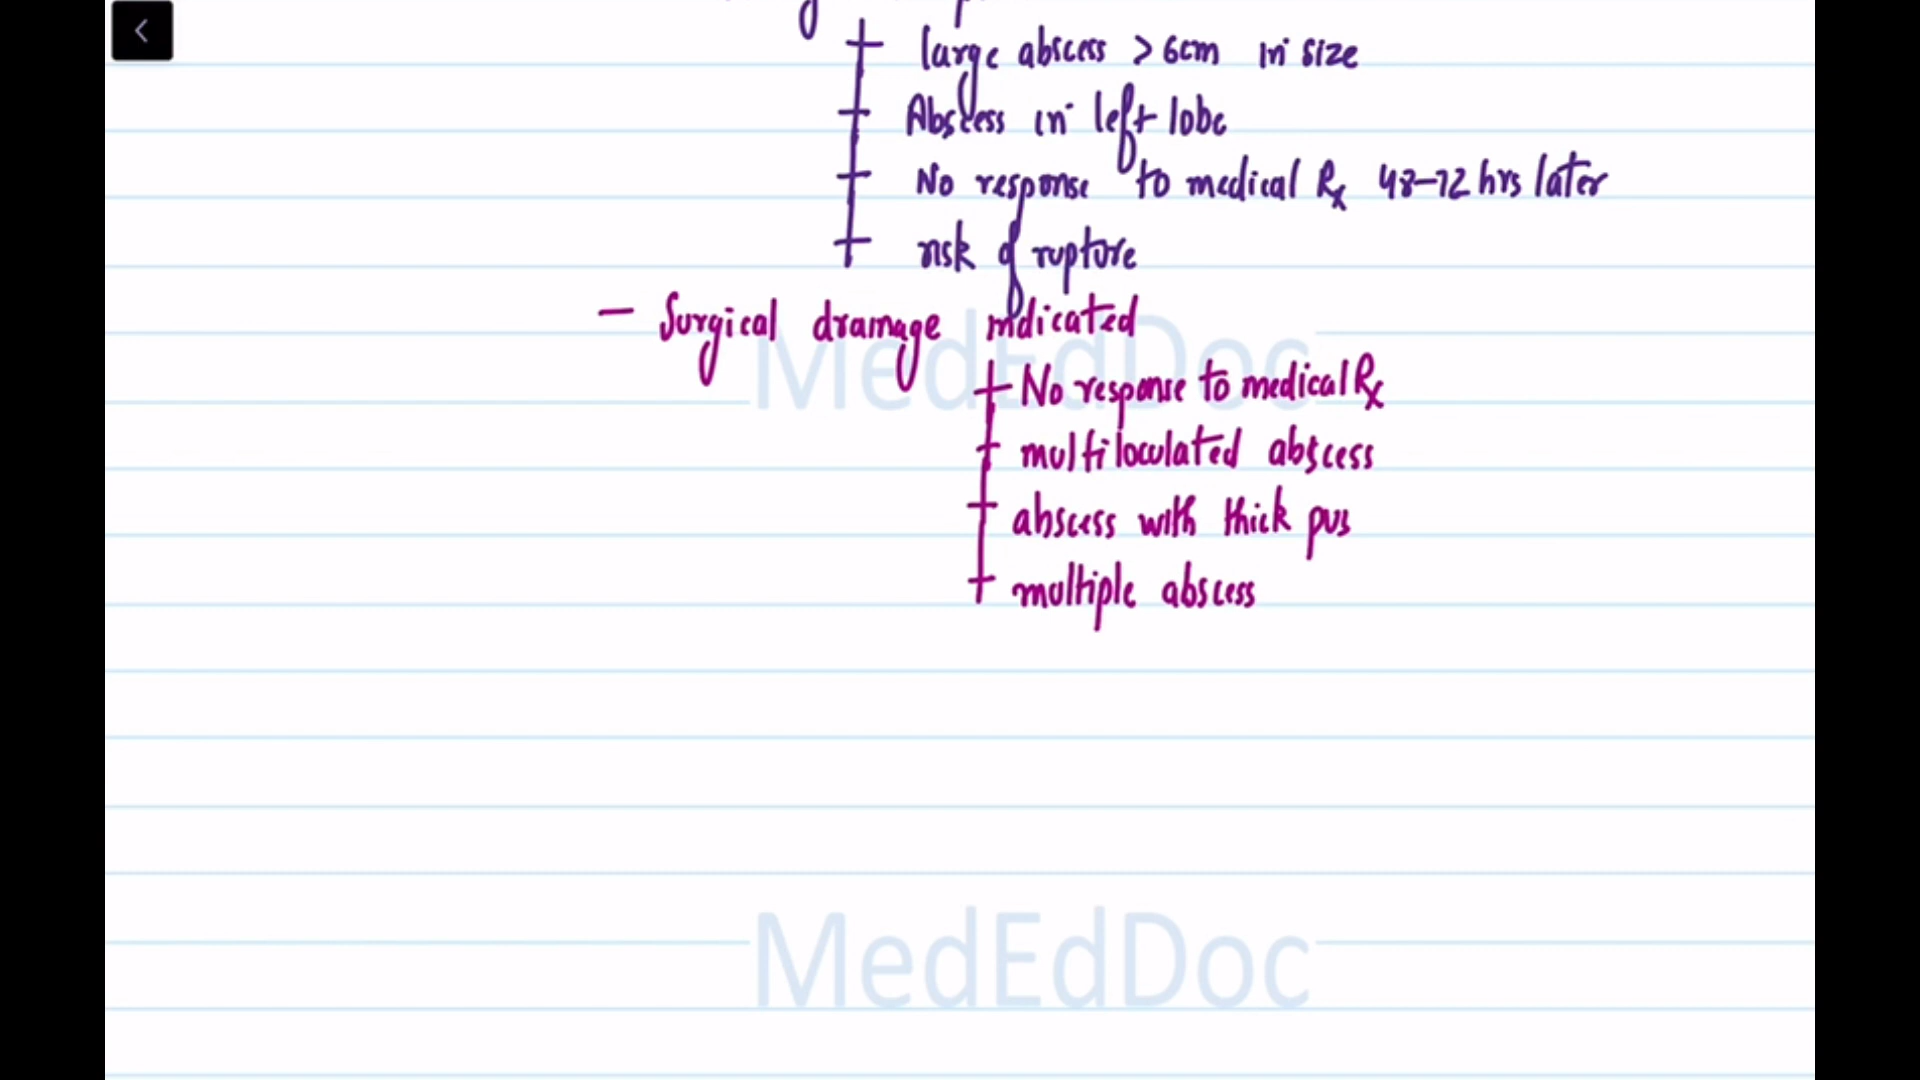 large abscess > 6cm in size
Abscess in left lobe
No response to medical Rx 48-72 hrs later
risk of rupture
- Surgical drainage indicated
No response to medical Rx
multiloculated abscess
abscess with thick pus
multiple abscess
MedEdDoc
MedEdDoc